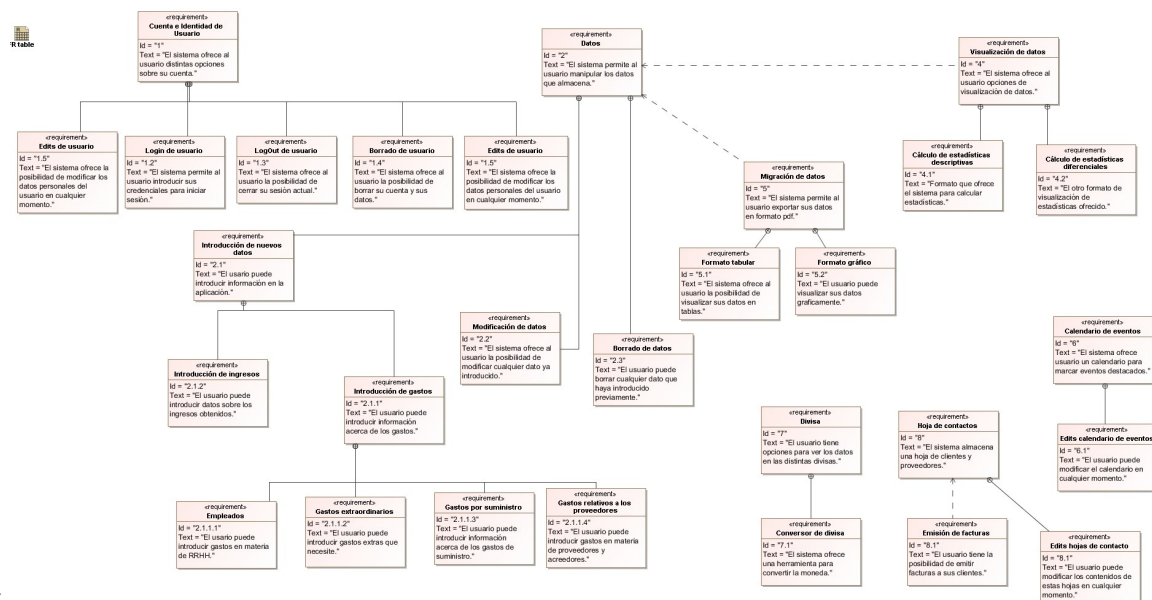 FR table
«requirement»
Cuenta e Identidad de
Usuario
Id = "1"
Text = "El sistema ofrece al
usuario distintas opciones
sobre su cuenta."
«requirement»
Datos
Id = "2"
Text = "El sistema permite al
usuario manipular los datos
que almacena."
«requirement»
Visualización de datos
Id = "4"
Text = "El sistema ofrece al
usuario opciones de
visualización de datos."
«requirement»
Edits de usuario
Id = "1.5"
Text = "El sistema ofrece la
posibilidad de modificar los
datos personales del
usuario en cualquier
momento."
«requirement»
Login de usuario
Id = "1.2"
Text = "El sistema permite al
usuario introducir sus
credenciales para iniciar
sesión."
«requirement»
LogOut de usuario
Id = "1.3"
Text = "El sistema ofrece al
usuario la posibilidad de
cerrar su sesión actual."
«requirement»
Borrado de usuario
Id = "1.4"
Text = "El sistema ofrece al
usuario la posibilidad de
borrar su cuenta y sus
datos."
«requirement»
Edits de usuario
Id = "1.5"
Text = "El sistema ofrece la
posibilidad de modificar los
datos personales del usuario
en cualquier momento."
«requirement»
Cálculo de estadísticas
descriptivas
Id = "4.1"
Text = "Formato que ofrece
el sistema para calcular
estadísticas."
«requirement»
Cálculo de estadísticas
diferenciales
Id = "4.2"
Text = "El otro formato de
visualización de
estadísticas ofrecido."
«requirement»
Migración de datos
Id = "5"
Text = "El sistema permite al
usuario exportar sus datos
en formato pdf."
«requirement»
Introducción de nuevos
datos
Id = "2.1"
Text = "El usario puede
introducir información en la
aplicación."
«requirement»
Formato tabular
Id = "5.1"
Text = "El sistema ofrece al
usuario la posibilidad de
visualizar sus datos en
tablas."
«requirement»
Formato gráfico
Id = "5.2"
Text = "El usuario puede
visualizar sus datos
graficamente."
«requirement»
Modificación de datos
Id = "2.2"
Text = "El sistema ofrece al
usuario la posibilidad de
modificar cualquier dato ya
introducido."
«requirement»
Borrado de datos
Id = "2.3"
Text = "El usuario puede
borrar cualquier dato que
haya introducido
previamente."
«requirement»
Calendario de eventos
Id = "6"
Text = "El sistema ofrece
usuario un calendario para
marcar eventos destacados."
«requirement»
Introducción de ingresos
Id = "2.1.2"
Text = "El usuario puede
introducir datos sobre los
ingresos obtenidos."
«requirement»
Introducción de gastos
Id = "2.1.1"
Text = "El usuario puede
introducir información
acerca de los gastos."
«requirement»
Divisa
Id = "7"
Text = "El usuario tiene
opciones para ver los datos
en las distintas divisas."
«requirement»
Hoja de contactos
Id = "8"
Text = "El sistema almacena
una hoja de clientes y
proveedores."
«requirement»
Edits calendario de eventos
Id = "6.1"
Text = "El usuario puede
modificar el calendario en
cualquier momento."
«requirement»
Empleados
Id = "2.1.1.1"
Text = "El usuario puede
introducir gastos en materia
de RRHH."
«requirement»
Gastos extraordinarios
Id = "2.1.1.2"
Text = "El usuario puede
introducir gastos extras que
necesite."
«requirement»
Gastos por suministro
Id = "2.1.1.3"
Text = "El usuario puede
introducir información
acerca de los gastos de
suministro."
«requirement»
Gastos relativos a los
proveedores
Id = "2.1.1.4"
Text = "El usuario puede
introducir gastos en materia
de proveedores y
acreedores."
«requirement»
Conversor de divisa
Id = "7.1"
Text = "El sistema ofrece
una herramienta para
convertir la moneda."
«requirement»
Emisión de facturas
Id = "8.1"
Text = "El usuario tiene la
posibilidad de emitir
facturas a sus clientes."
«requirement»
Edits hojas de contacto
Id = "8.1"
Text = "El usuario puede
modificar los contenidos de
estas hojas en cualquier
momento."